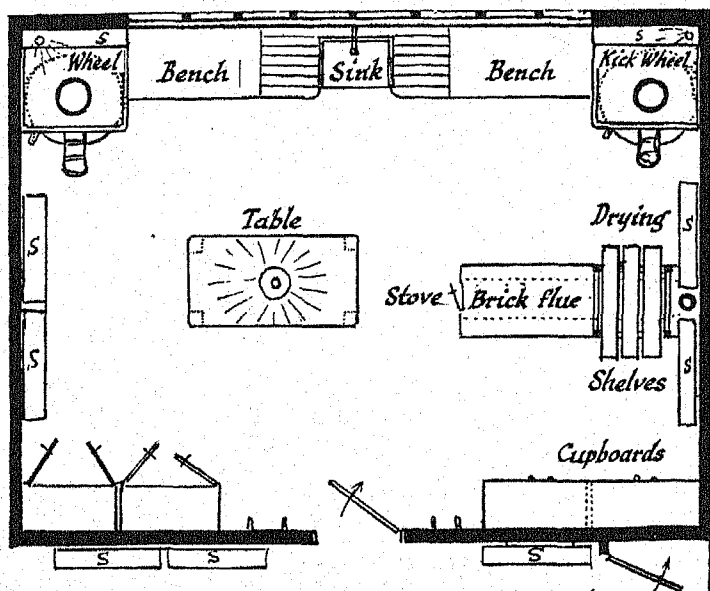 S
S
Wheel
Kick Wheel
Bench
Sink
Bench
Table
Drying
S
S
Stove
Brick flue
S
S
Shelves
Cupboards
S
S
S